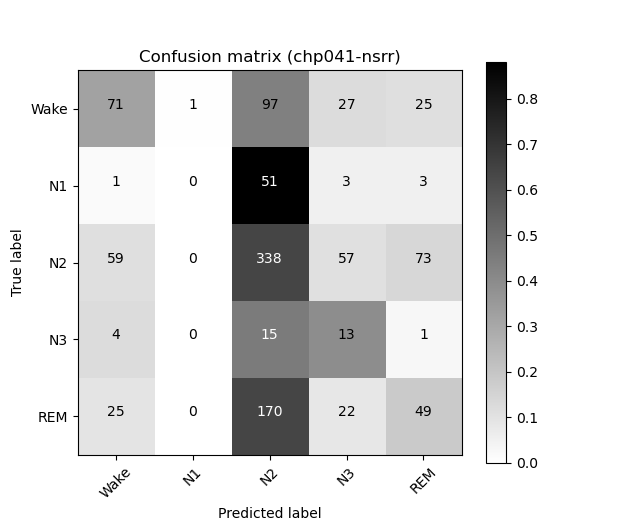 Confusion matrix (chp041-nsrr)
Wake 71 1 97 27 25
N1 1 0 51 3 3
N2 59 0 338 57 73
N3 4 0 15 13 1
REM 25 0 170 22 49
Wake N1 N2 N3 REM
Predicted label
True label
0.8
0.7
0.6
0.5
0.4
0.3
0.2
0.1
0.0